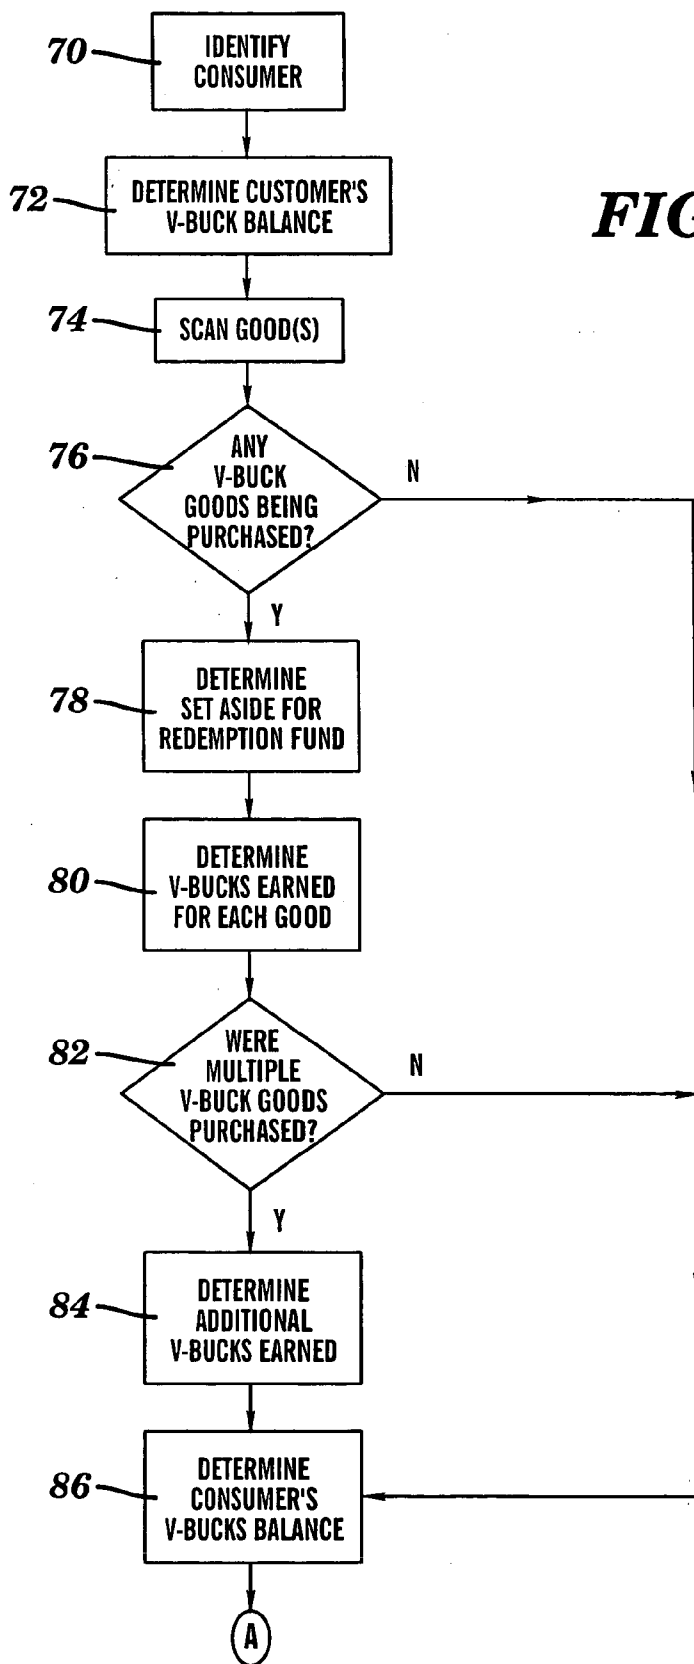 70
IDENTIFY
CONSUMER
72
DETERMINE CUSTOMER'S
V-BUCK BALANCE
FIG
74
SCAN GOOD(S)
76
ANY
V-BUCK
GOODS BEING
PURCHASED?
N
Y
78
DETERMINE
SET ASIDE FOR
REDEMPTION FUND
80
DETERMINE
V-BUCKS EARNED
FOR EACH GOOD
82
WERE
MULTIPLE
V-BUCK GOODS
PURCHASED?
N
Y
84
DETERMINE
ADDITIONAL
V-BUCKS EARNED
86
DETERMINE
CONSUMER'S
V-BUCKS BALANCE
A